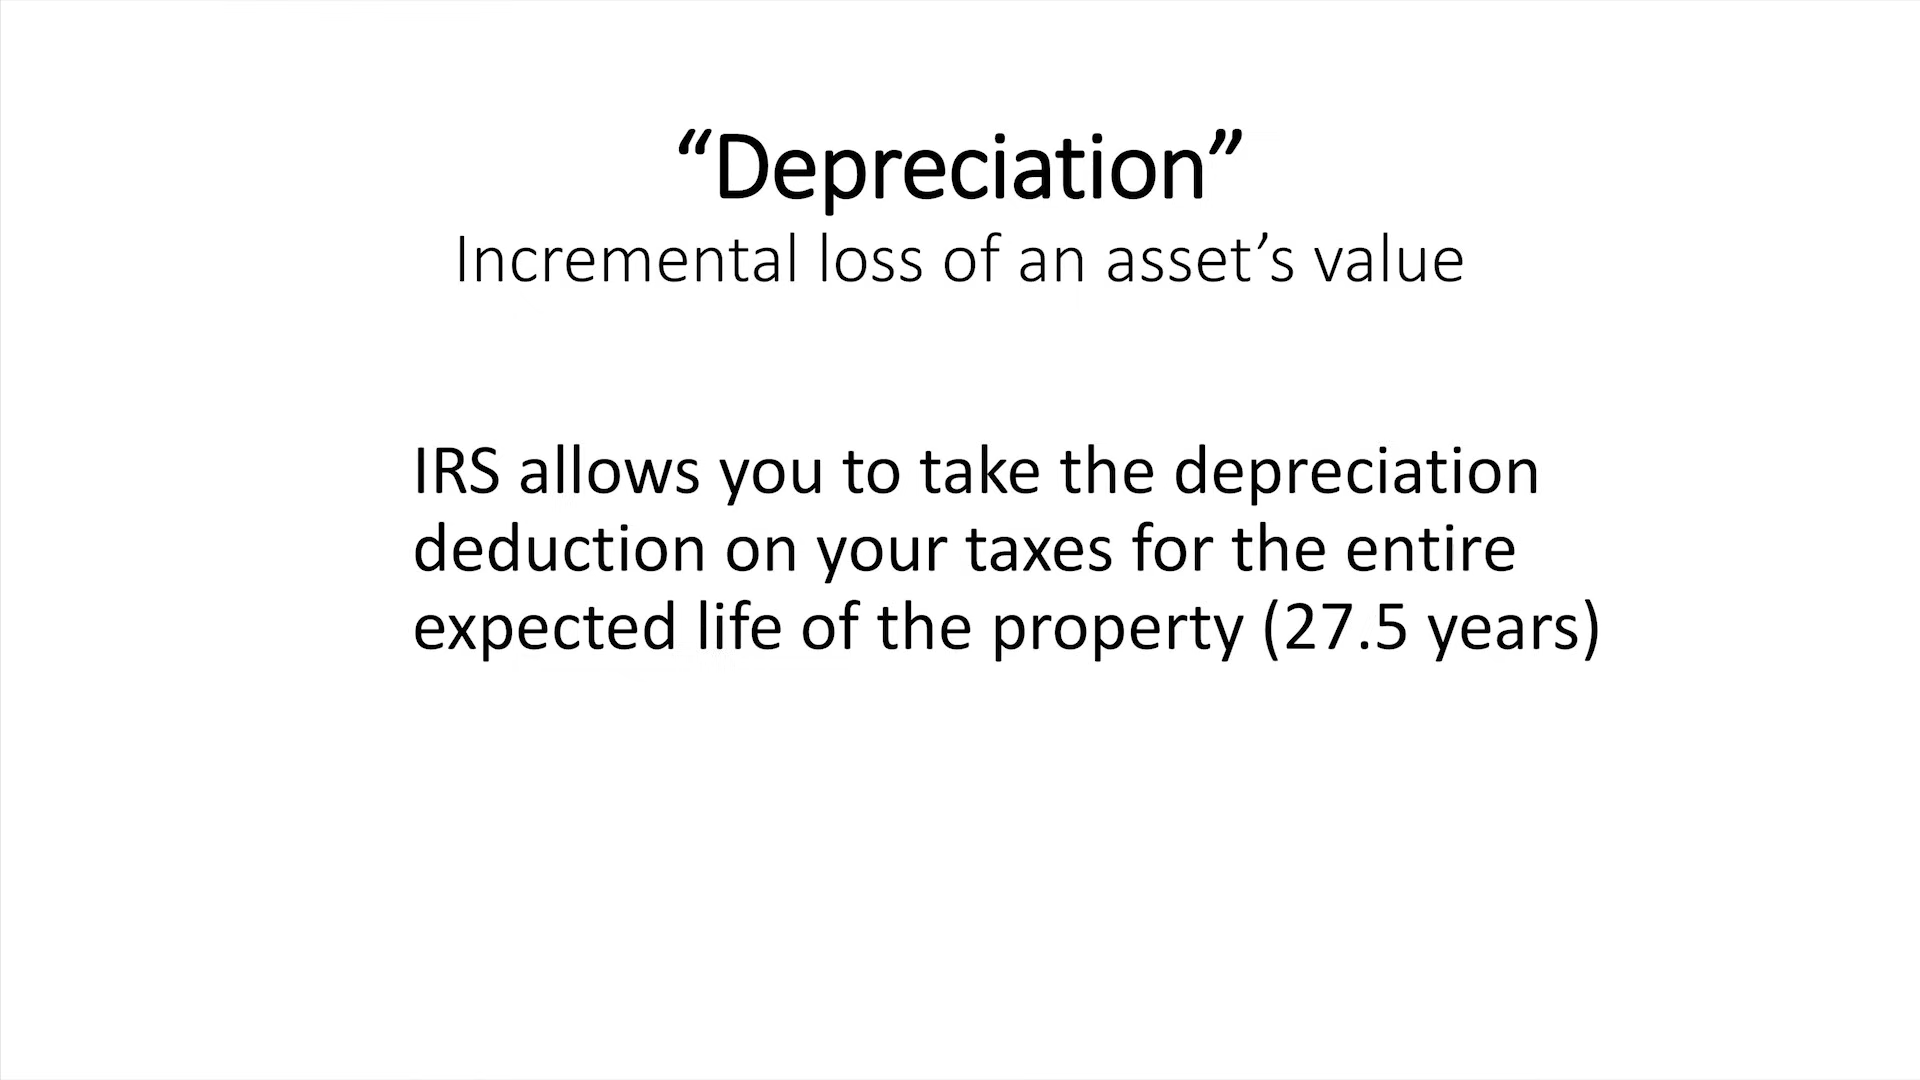 “Depreciation”
Incremental loss of an asset’s value
IRS allows you to take the depreciation
deduction on your taxes for the entire
expected life of the property (27.5 years)